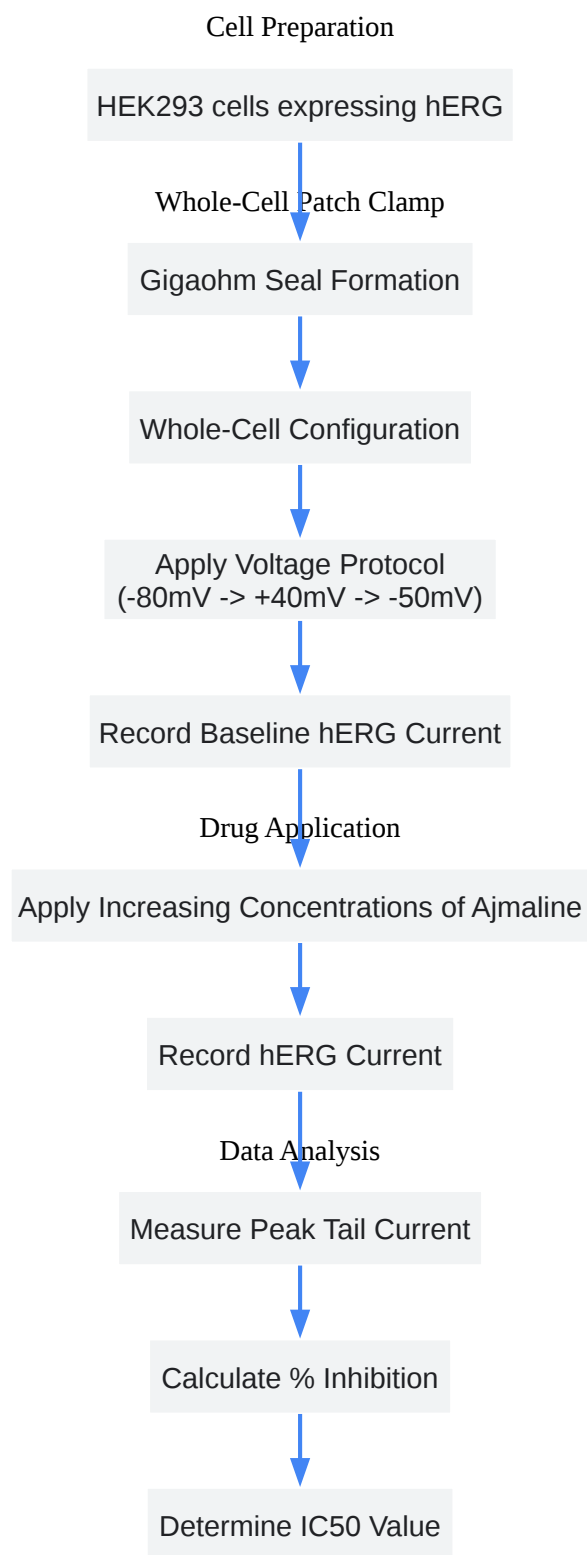 Cell Preparation
HEK293 cells expressing hERG
Whole-Cell Patch Clamp
Gigaohm Seal Formation
Whole-Cell Configuration
Apply Voltage Protocol
(-80mV -> +40mV -> -50mV)
Record Baseline hERG Current
Drug Application
Apply Increasing Concentrations of Ajmaline
Record hERG Current
Data Analysis
Measure Peak Tail Current
Calculate % Inhibition
Determine IC50 Value